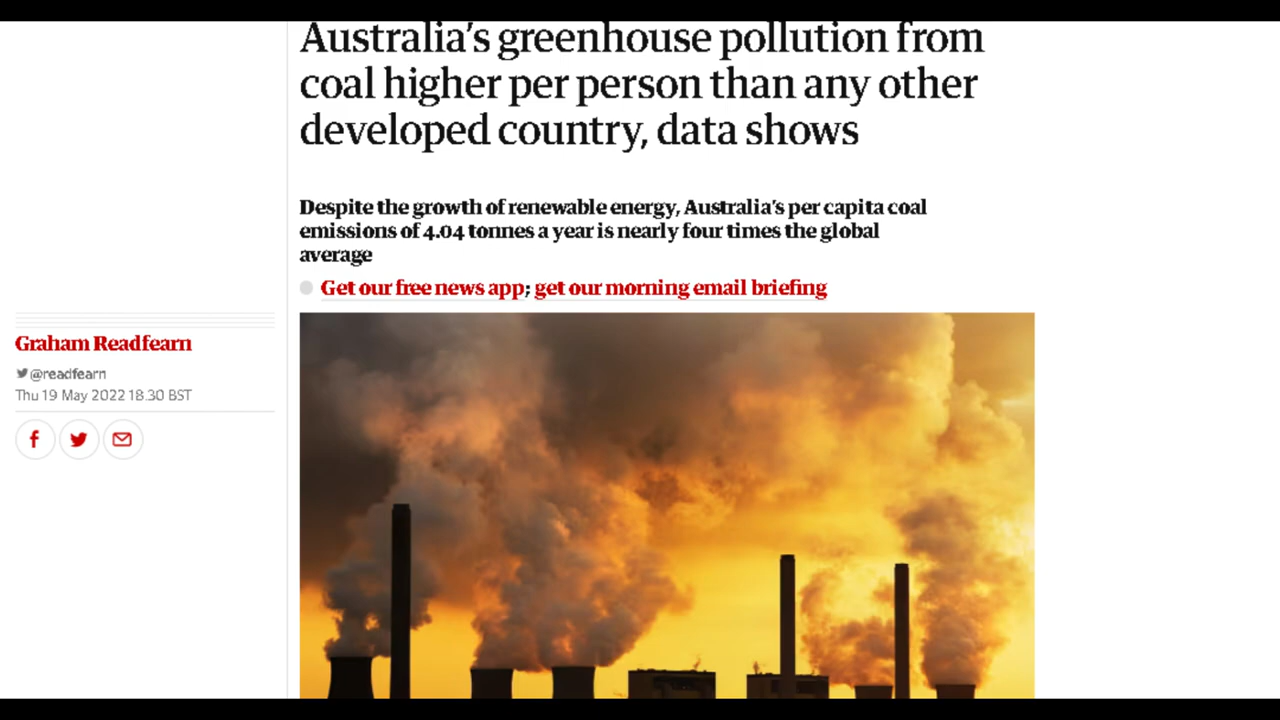 Australia's greenhouse pollution from
coal higher per person than any other
developed country, data shows
Despite the growth of renewable energy, Australia's per capita coal
emissions of 4.04 tonnes a year is nearly four times the global
average
Get our free news app; get our morning email briefing
Graham Readfearn
@readfearn
Thu 19 May 2022 18.30 BST